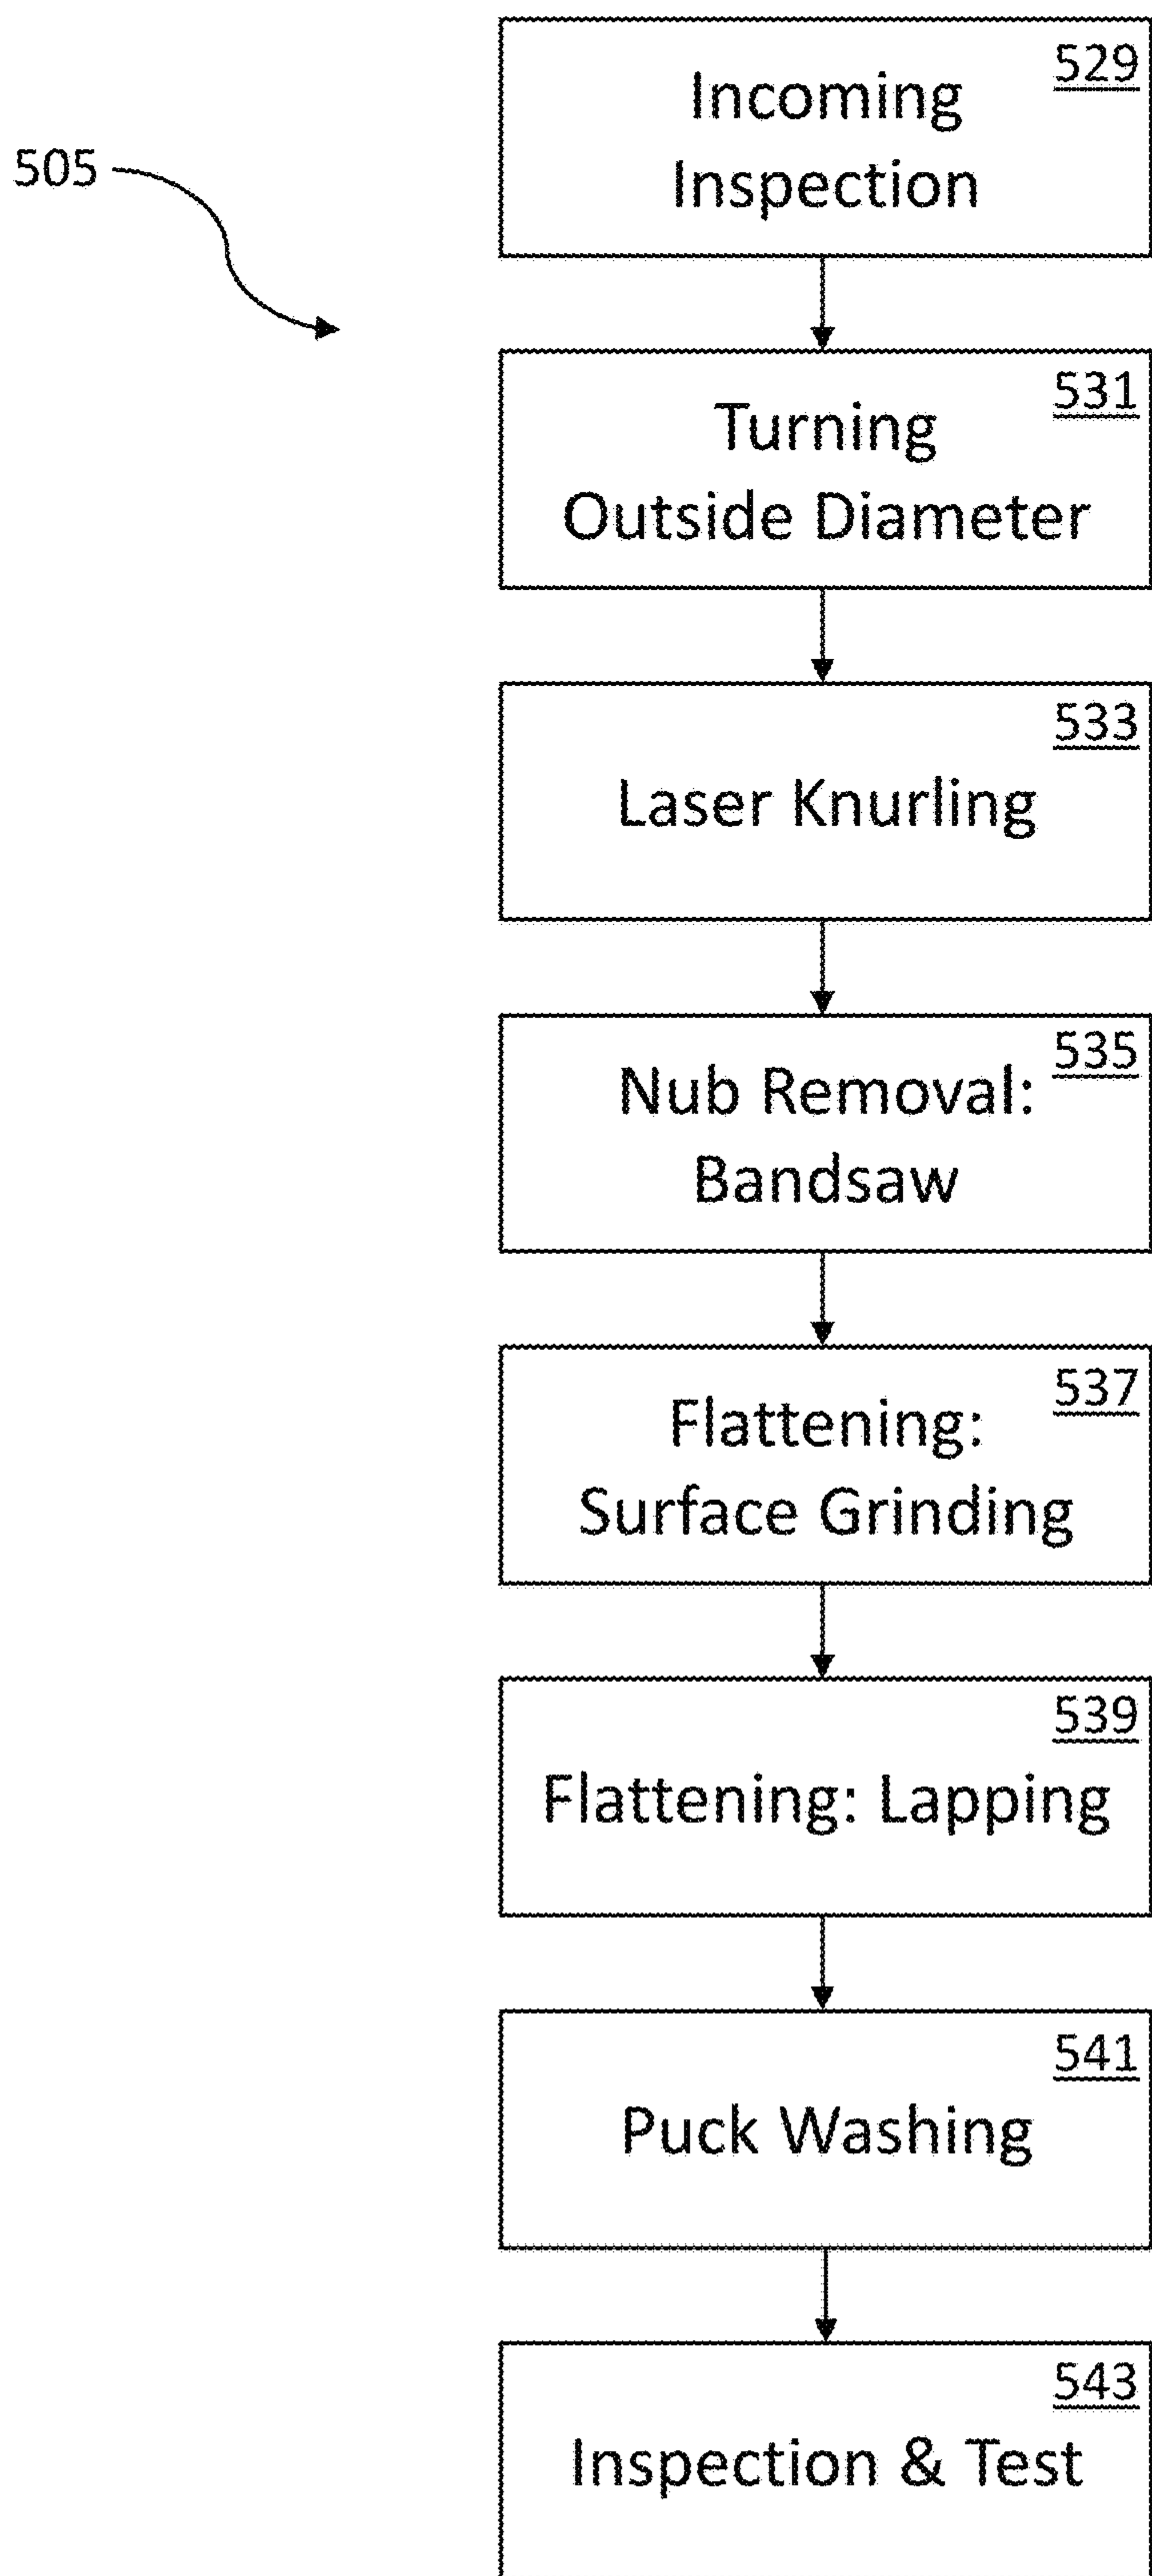 529
Incoming
Inspection
505
531
Turning
Outside Diameter
533
Laser Knurling
535
Nub Removal:
Bandsaw
537
Flattening:
Surface Grinding
539
Flattening: Lapping
541
Puck Washing
543
Inspection & Test